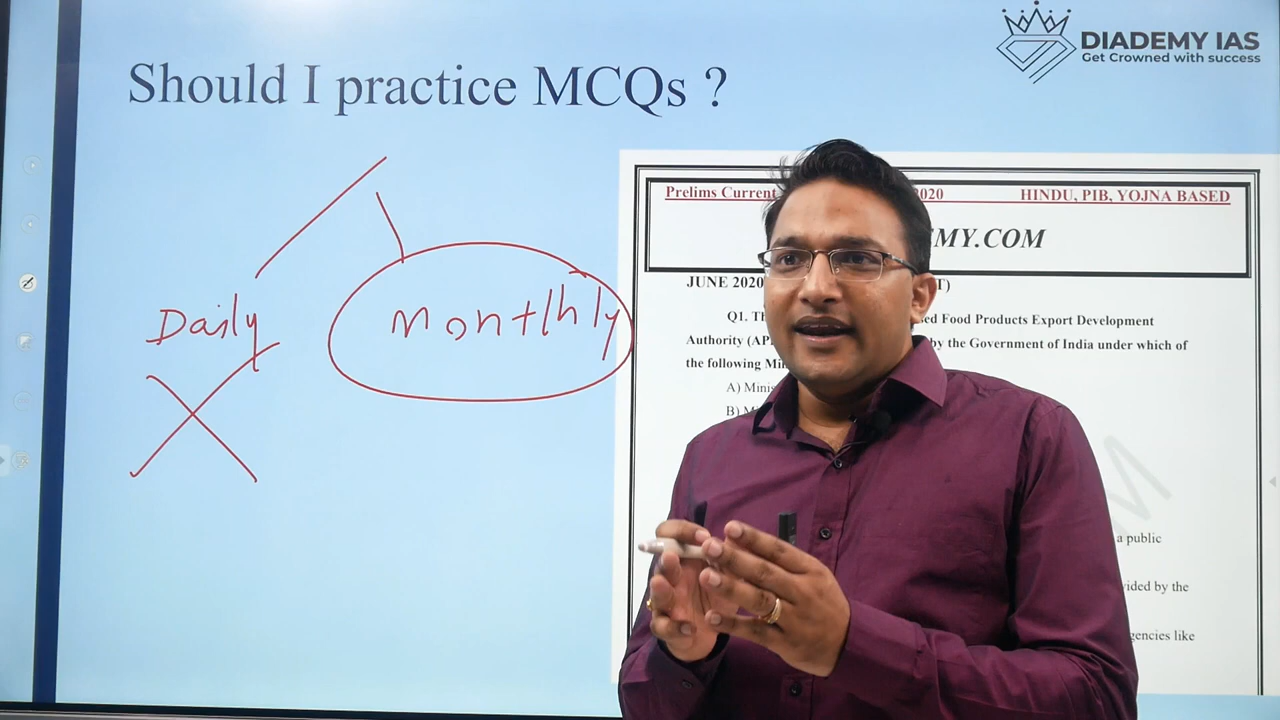 DIADEMY IAS
Get Crowned with success
Should I practice MCQs ?
Daily
Montlhly
Prelims Current 2020 HINDU, PIB, YOJNA BASED
MY.COM
JUNE 2020 T)
Q1. Th ed Food Products Export Development
Authority (AP by the Government of India under which of
the following Mi
A) Minis
B) M
a public
vided by the
gencies like